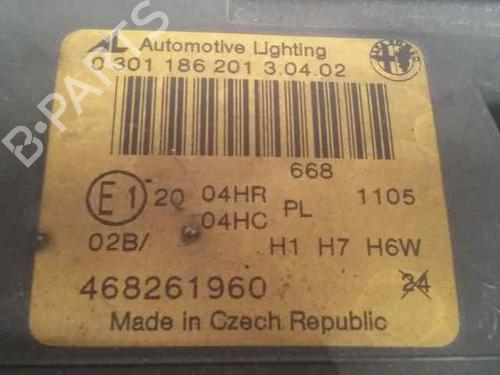 AL Automotive Lighting
0 301 186 201 3.04.02
668
E1 20 04HR PL 1105
04HC
02B/ H1 H7 H6W
468261960 24
Made in Czech Republic
B-PARTS